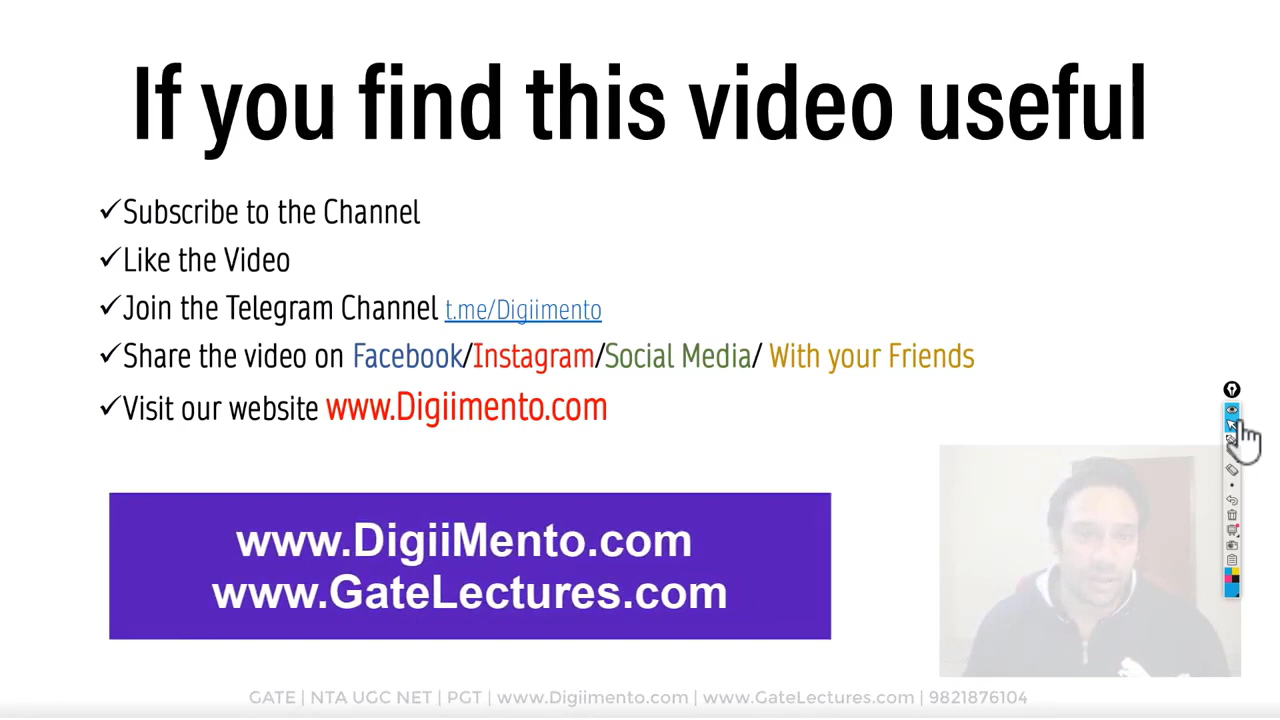 If you find this video useful
✓Subscribe to the Channel
✓Like the Video
✓Join the Telegram Channel t.me/Digiimento
✓Share the video on Facebook/Instagram/Social Media/ With your Friends
✓Visit our website www.Digiimento.com
www.DigiiMento.com
www.GateLectures.com
GATE | NTA UGC NET | PGT | www.Digiimento.com | www.GateLectures.com | 9821876104